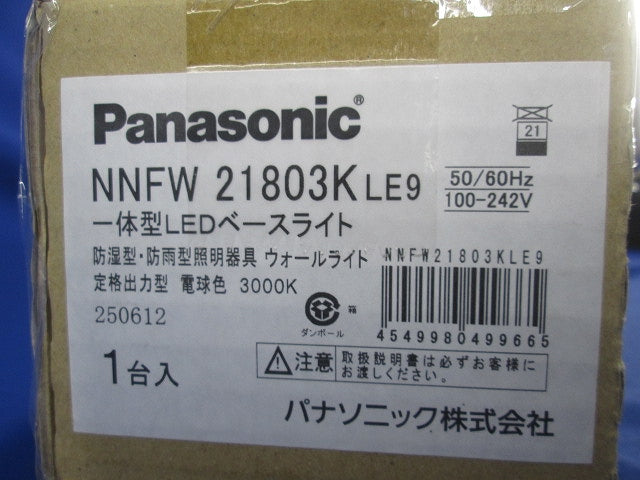 Panasonic®
21
NNFW 21803K LE9
50/60Hz
100-242V
一体型LEDベースライト
防湿型・防雨型照明器具 ウォールライト
NNFW21803KLE9
定格出力型 電球色 3000K
250612
箱
ダンボール
4549980499665
1台入
注意
取扱説明書は必ずお客様に
お渡しください。
パナソニック株式会社